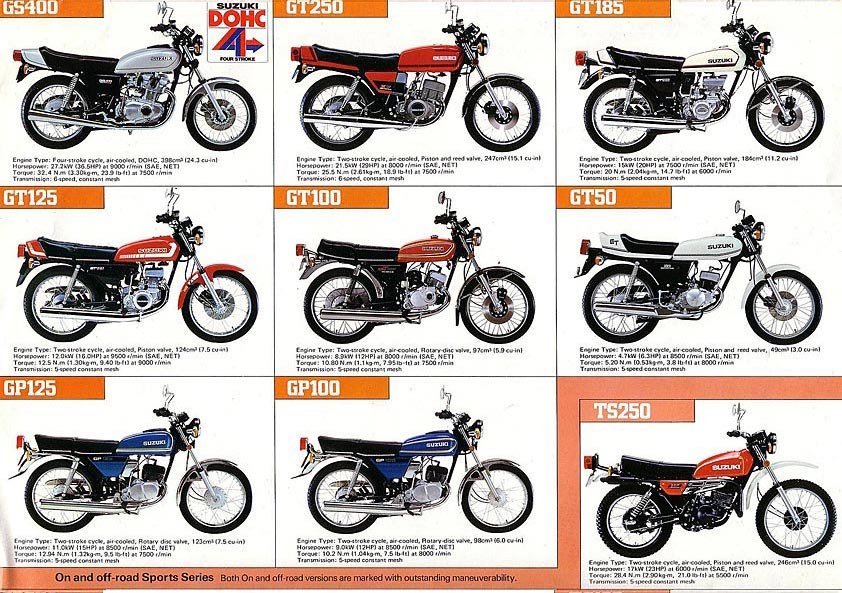 GS400
SUZUKI
DOHC
4
FOUR STROKE
SUZUKI
Engine Type: Four-stroke cycle, air-cooled, DOHC, 398cm³ (24.3 cu-in)
Horsepower: 27.2kW (36.5HP) at 9000 r/min (SAE, NET)
Torque: 32.4 N.m (3.30kg-m, 23.9 lb-ft) at 7500 r/min
Transmission: 6-speed, constant mesh
GT250
SUZUKI
Engine Type: Two-stroke cycle, air-cooled, Piston and reed valve, 247cm³ (15.1 cu-in)
Horsepower: 21.5kW (29HP) at 8000 r/min (SAE, NET)
Torque: 25.5 N.m (2.61kg-m, 18.9 lb-ft) at 7500 r/min
Transmission: 6-speed, constant mesh
GT185
SUZUKI
Engine Type: Two-stroke cycle, air-cooled, Piston valve, 184cm³ (11.2 cu-in)
Horsepower: 15kW (20HP) at 7500 r/min (SAE, NET)
Torque: 20 N.m (2.04kg-m, 14.7 lb-ft) at 6000 r/min
Transmission: 5-speed constant mesh
GT125
SUZUKI
Engine Type: Two-stroke cycle, air-cooled, Piston valve, 124cm³ (7.5 cu-in)
Horsepower: 12.0kW (16.0HP) at 9500 r/min (SAE, NET)
Torque: 12.5 N.m (1.30kg-m, 9.40 lb-ft) at 9000 r/min
Transmission: 5-speed constant mesh
GT100
SUZUKI
Engine Type: Two-stroke cycle, air-cooled, Rotary-disc valve, 97cm³ (5.9 cu-in)
Horsepower: 8.9kW (12HP) at 8000 r/min (SAE, NET)
Torque: 10.80 N.m (1.1kg-m, 7.95 lb-ft) at 7500 r/min
Transmission: 5-speed constant mesh
GT50
GT
SUZUKI
Engine Type: Two-stroke cycle, air-cooled, Piston and reed valve, 49cm³ (3.0 cu-in)
Horsepower: 4.7kW (6.3HP) at 8500 r/min (SAE, NET)
Torque: 5.20 N.m (0.53kg-m, 3.8 lb-ft) at 8000 r/min
Transmission: 5-speed constant mesh
GP125
SUZUKI
GP
Engine Type: Two-stroke cycle, air-cooled, Rotary disc valve, 123cm³ (7.5 cu-in)
Horsepower: 11.0kW (15HP) at 8500 r/min (SAE, NET)
Torque: 12.94 N.m (1.32kg-m, 9.5 lb-ft) at 7500 r/min
Transmission: 5-speed constant mesh
GP100
SUZUKI
GP
Engine Type: Two-stroke cycle, air-cooled, Rotary-disc valve, 98cm³ (6.0 cu-in)
Horsepower: 9.0kW (12HP) at 8500 r/min (SAE, NET)
Torque: 10.2 N.m (1.04kg-m, 7.5 lb-ft) at 8000 r/min
Transmission: 5-speed constant mesh
TS250
SUZUKI
Engine Type: Two-stroke cycle, air-cooled, Piston and reed valve, 246cm³ (15.0 cu-in)
Horsepower: 17kW (23HP) at 6000 r/min (SAE, NET)
Torque: 28.4 N.m (2.90kg-m, 21.0 lb-ft) at 5500 r/min
Transmission: 5-speed constant mesh
On and off-road Sports Series Both On and off-road versions are marked with outstanding maneuverability.